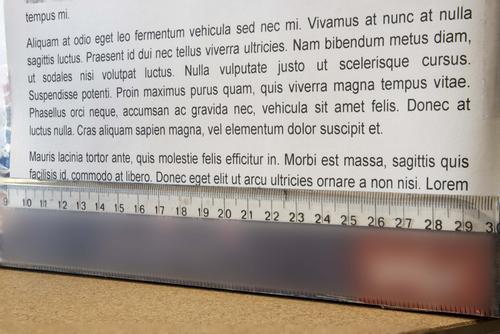 tempus mi.
Aliquam at odio eget leo fermentum vehicula sed nec mi. Vivamus at nunc at nulla
sagittis luctus. Praesent id dui nec tellus viverra ultricies. Nam bibendum metus diam,
ut sodales nisi volutpat luctus. Nulla vulputate justo ut scelerisque cursus.
Suspendisse potenti. Proin maximus purus quam, quis viverra magna tempus vitae.
Phasellus orci neque, accumsan ac gravida nec, vehicula sit amet felis. Donec at
luctus nulla. Cras aliquam sapien magna, vel elementum dolor suscipit et.
Mauris lacinia tortor ante, quis molestie felis efficitur in. Morbi est massa, sagittis quis
facilisis id, commodo at libero. Donec eget elit ut arcu ultricies ornare a non nisi. Lorem
9 10 11 12 13 14 15 16 17 18 19 20 21 22 23 24 25 26 27 28 29